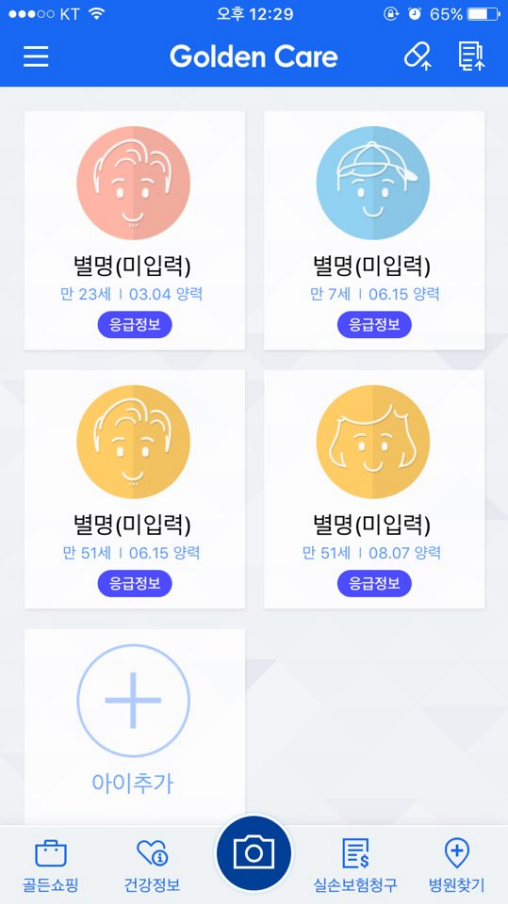 KT 오후 12:29 65%
Golden Care
별명(미입력) 별명(미입력)
만 23세 | 03.04 양력 만 7세 | 06.15 양력
응급정보 응급정보
별명(미입력) 별명(미입력)
만 51세 | 06.15 양력 만 51세 | 08.07 양력
응급정보 응급정보
아이추가
골든쇼핑 건강정보 실손보험청구 병원찾기